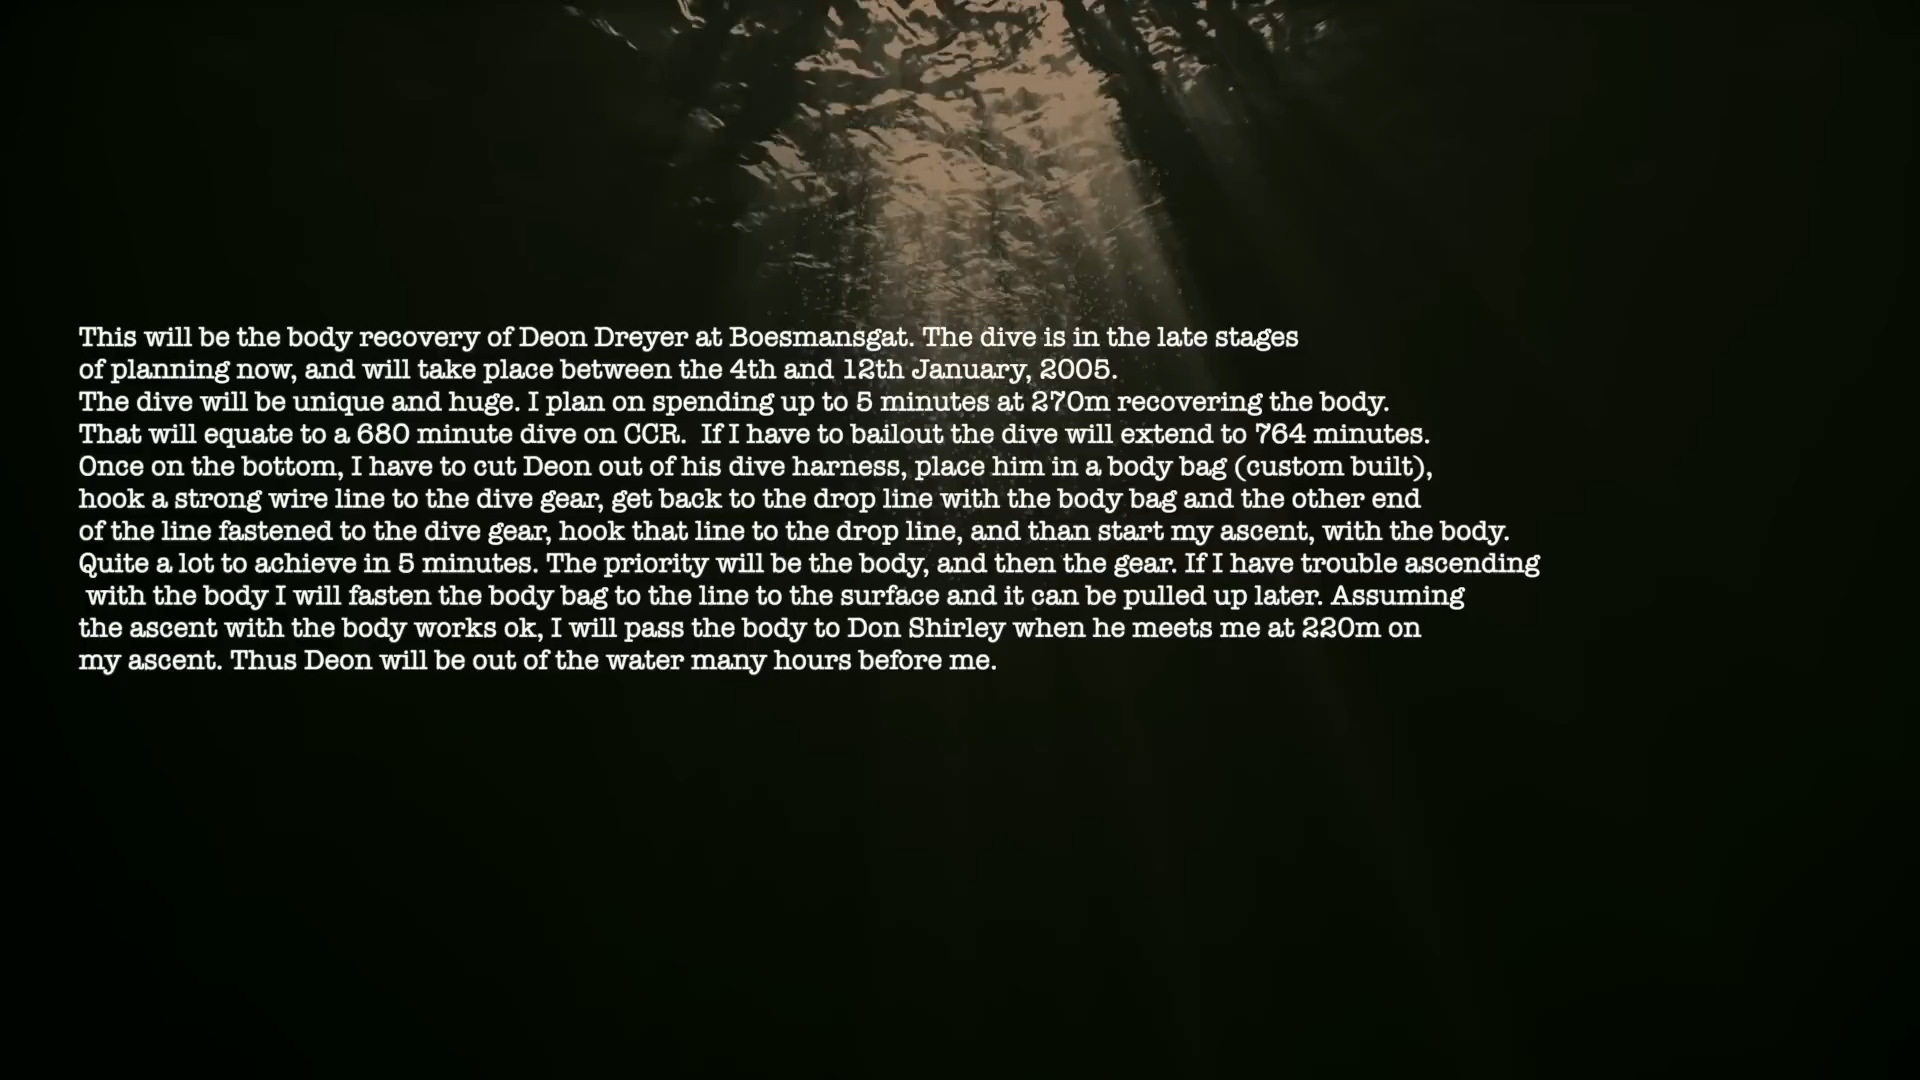 This will be the body recovery of Deon Dreyer at Boesmansgat. The dive is in the late stages
of planning now, and will take place between the 4th and 12th January, 2005.
The dive will be unique and huge. I plan on spending up to 5 minutes at 270m recovering the body.
That will equate to a 680 minute dive on CCR.  If I have to bailout the dive will extend to 764 minutes.
Once on the bottom, I have to cut Deon out of his dive harness, place him in a body bag (custom built),
hook a strong wire line to the dive gear, get back to the drop line with the body bag and the other end
of the line fastened to the dive gear, hook that line to the drop line, and than start my ascent, with the body.
Quite a lot to achieve in 5 minutes. The priority will be the body, and then the gear. If I have trouble ascending
with the body I will fasten the body bag to the line to the surface and it can be pulled up later. Assuming
the ascent with the body works ok, I will pass the body to Don Shirley when he meets me at 220m on
my ascent. Thus Deon will be out of the water many hours before me.